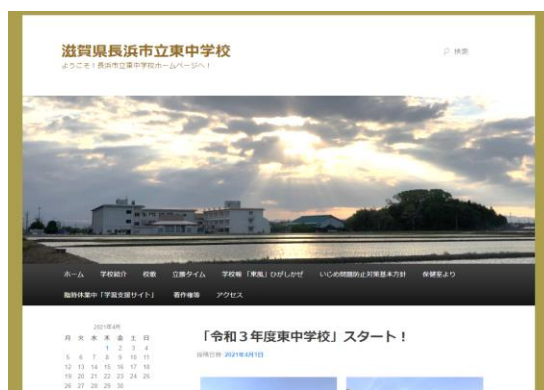 滋賀県長浜市立東中学校
ようこそ！長浜市立東中学校ホームページへ！
検索
ホーム 学校紹介 校歌 立腰タイム 学校報「東風」ひがしかぜ いじめ問題防止対策基本方針 保健室より
臨時休業中「学習支援サイト」 著作権等 アクセス
2021年4月
月 火 水 木 金 土 日
1 2 3 4
5 6 7 8 9 10 11
12 13 14 15 16 17 18
19 20 21 22 23 24 25
26 27 28 29 30
「令和３年度東中学校」スタート！
投稿日時: 2021年4月1日